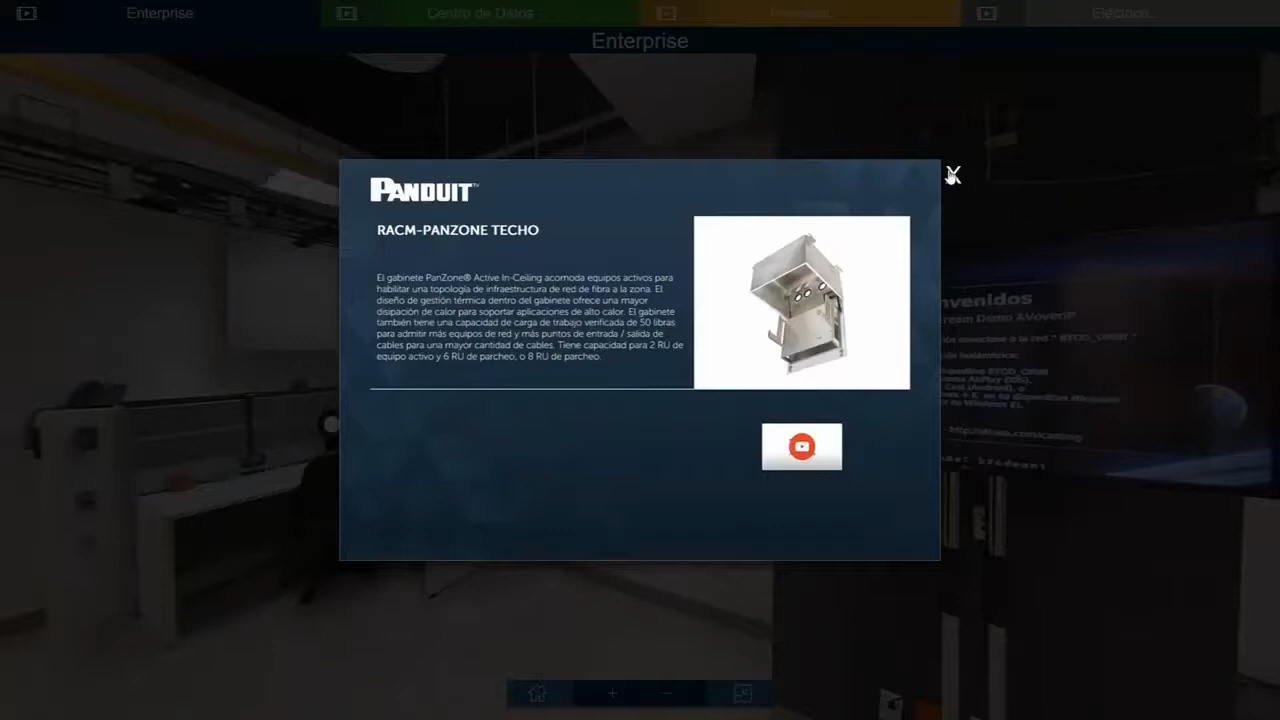 Enterprise
Centro de Datos
Eléctrico..
Enterprise
PANDUIT™
RACM-PANZONE TECHO
El gabinete PanZone® Active In-Ceiling acomoda equipos activos para
habilitar una topología de infraestructura de red de fibra a la zona. El
diseño de gestión térmica dentro del gabinete ofrece una mayor
disipación de calor para soportar aplicaciones de alto calor. El gabinete
también tiene una capacidad de carga de trabajo verificada de 50 libras
para admitir más equipos de red y más puntos de entrada / salida de
cables para una mayor cantidad de cables. Tiene capacidad para 2 RU de
equipo activo y 6 RU de parcheo, o 8 RU de parcheo.
X
nvenidos
ream Demo AVoverIP